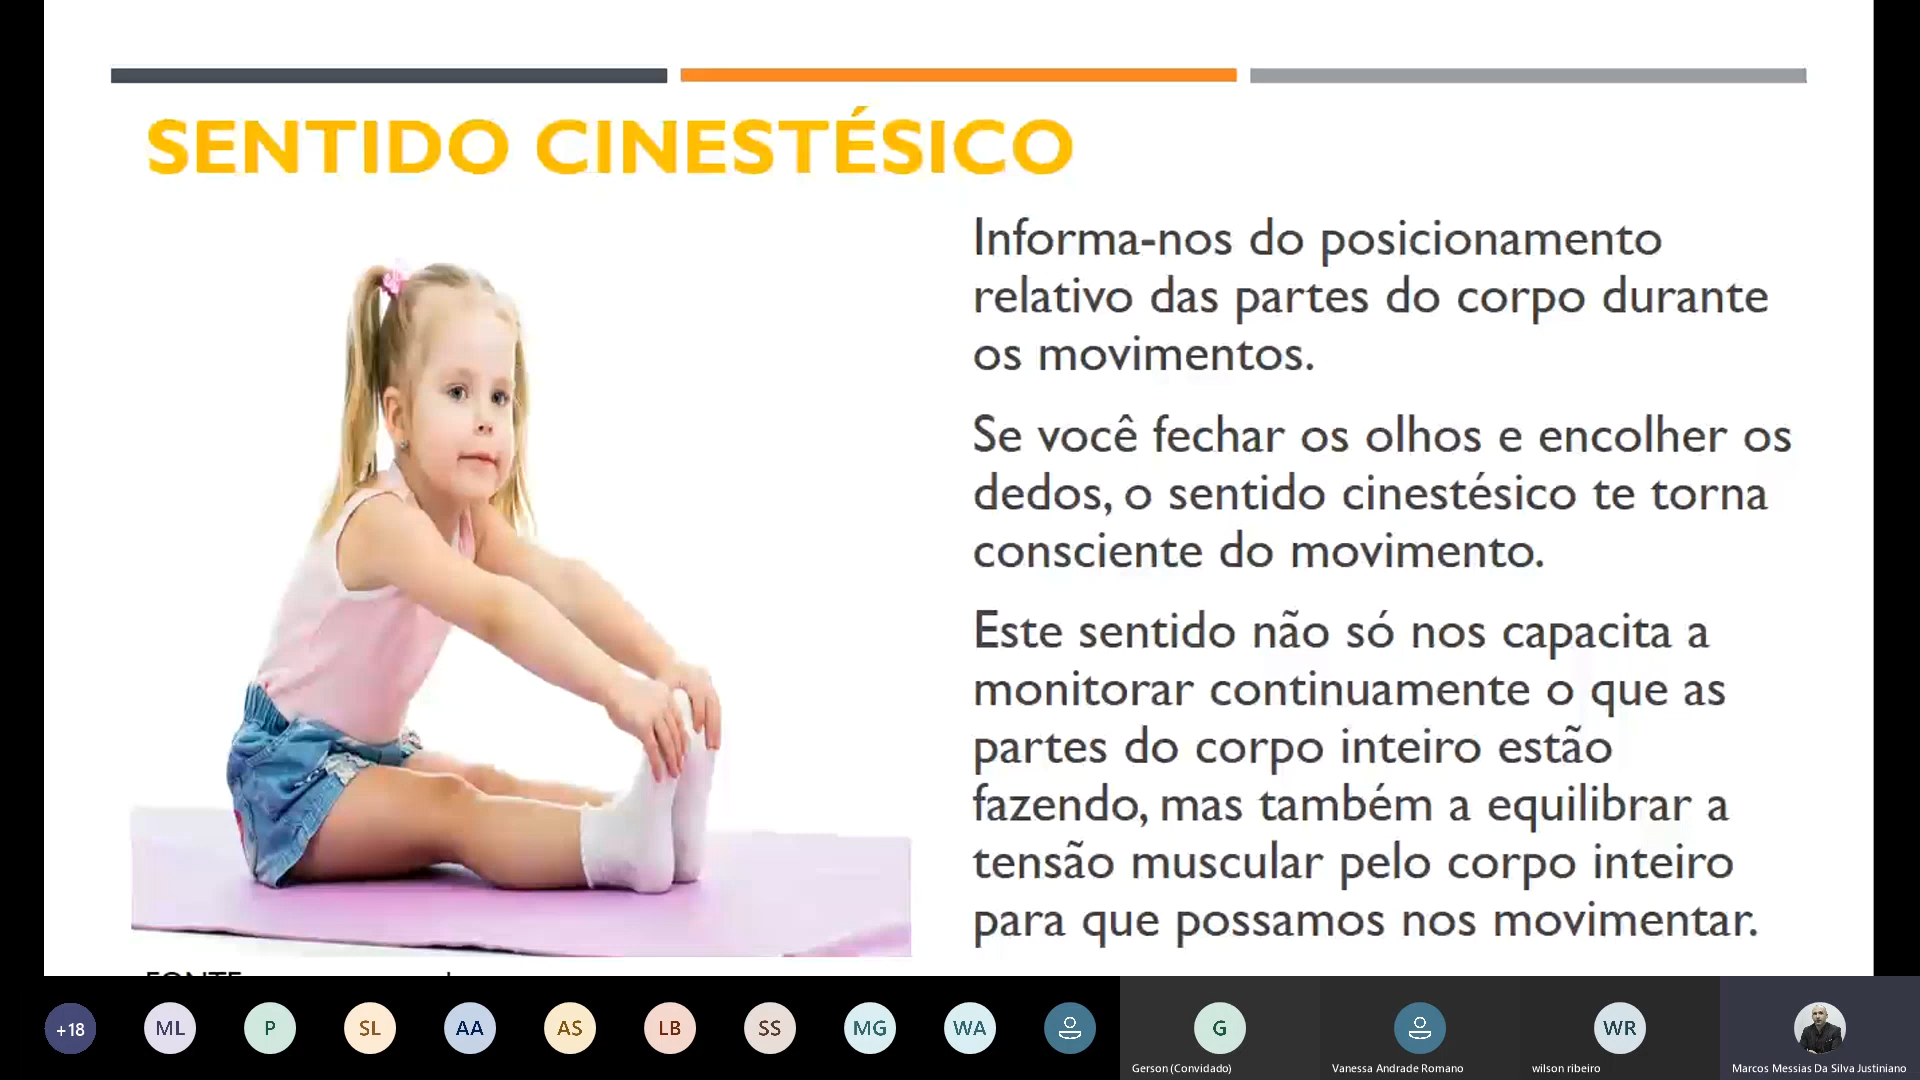 SENTIDO CINESTÉSICO
Informa-nos do posicionamento
relativo das partes do corpo durante
os movimentos.
Se você fechar os olhos e encolher os
dedos, o sentido cinestésico te torna
consciente do movimento.
Este sentido não só nos capacita a
monitorar continuamente o que as
partes do corpo inteiro estão
fazendo, mas também a equilibrar a
tensão muscular pelo corpo inteiro
para que possamos nos movimentar.
+18 ML P SL AA AS LB SS MG WA G WR
Gerson (Convidado) Vanessa Andrade Romano wilson ribeiro Marcos Messias Da Silva Justiniano